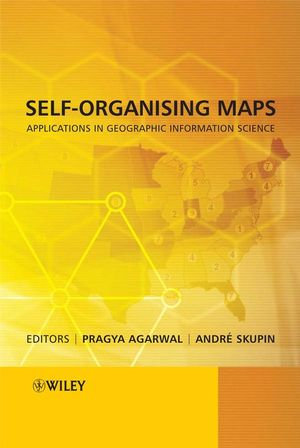 SELF-ORGANISING MAPS
APPLICATIONS IN GEOGRAPHIC INFORMATION SCIENCE
EDITORS | PRAGYA AGARWAL | ANDRÉ SKUPIN
WILEY